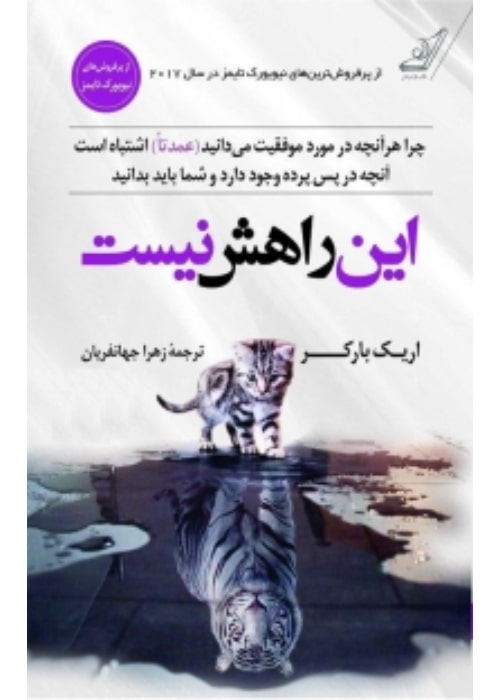 از پرفروش‌ترین‌های نیویورک تایمز در سال ۲۰۱۷
از پرفروش‌های
نیویورک تایمز
چرا هرآنچه در مورد موفقیت می‌دانید (عمدتاً) اشتباه است
آنچه در پس پرده وجود دارد و شما باید بدانید
این راهش نیست
اریک بارکر
ترجمهٔ زهرا جهانفریان